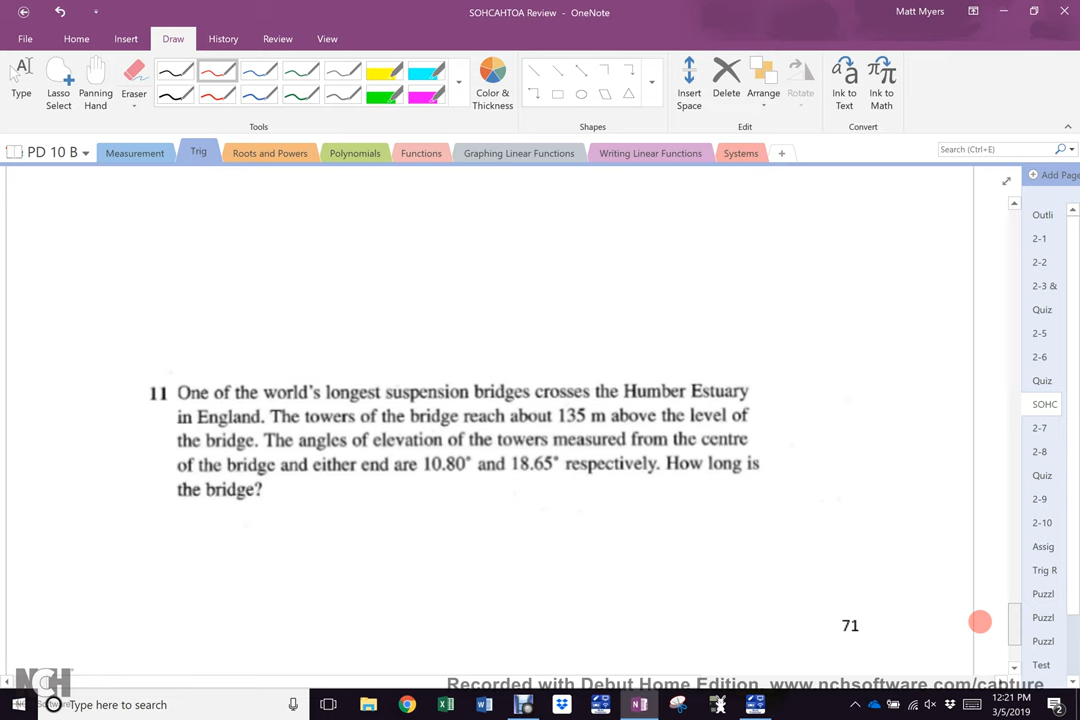 SOHCAHTOA Review - OneNote
Matt Myers
File Home Insert Draw History Review View
Type
Lasso Select
Panning Hand
Eraser
Color & Thickness
Insert Space
Delete
Arrange
Rotate
Ink to Text
Ink to Math
Tools
Shapes
Edit
Convert
PD 10 B
Measurement Trig Roots and Powers Polynomials Functions Graphing Linear Functions Writing Linear Functions Systems +
Search (Ctrl+E)
Add Page
Outli
2-1
2-2
2-3 &
Quiz
2-5
2-6
Quiz
SOHC
2-7
2-8
Quiz
2-9
2-10
Assig
Trig R
Puzzl
Puzzl
Puzzl
Test
11 One of the world's longest suspension bridges crosses the Humber Estuary
in England. The towers of the bridge reach about 135 m above the level of
the bridge. The angles of elevation of the towers measured from the centre
of the bridge and either end are 10.80° and 18.65° respectively. How long is
the bridge?
71
NCH
Recorded with Debut Home Edition www.nchsoftware.com/capture
Type here to search
12:21 PM
3/5/2019
2